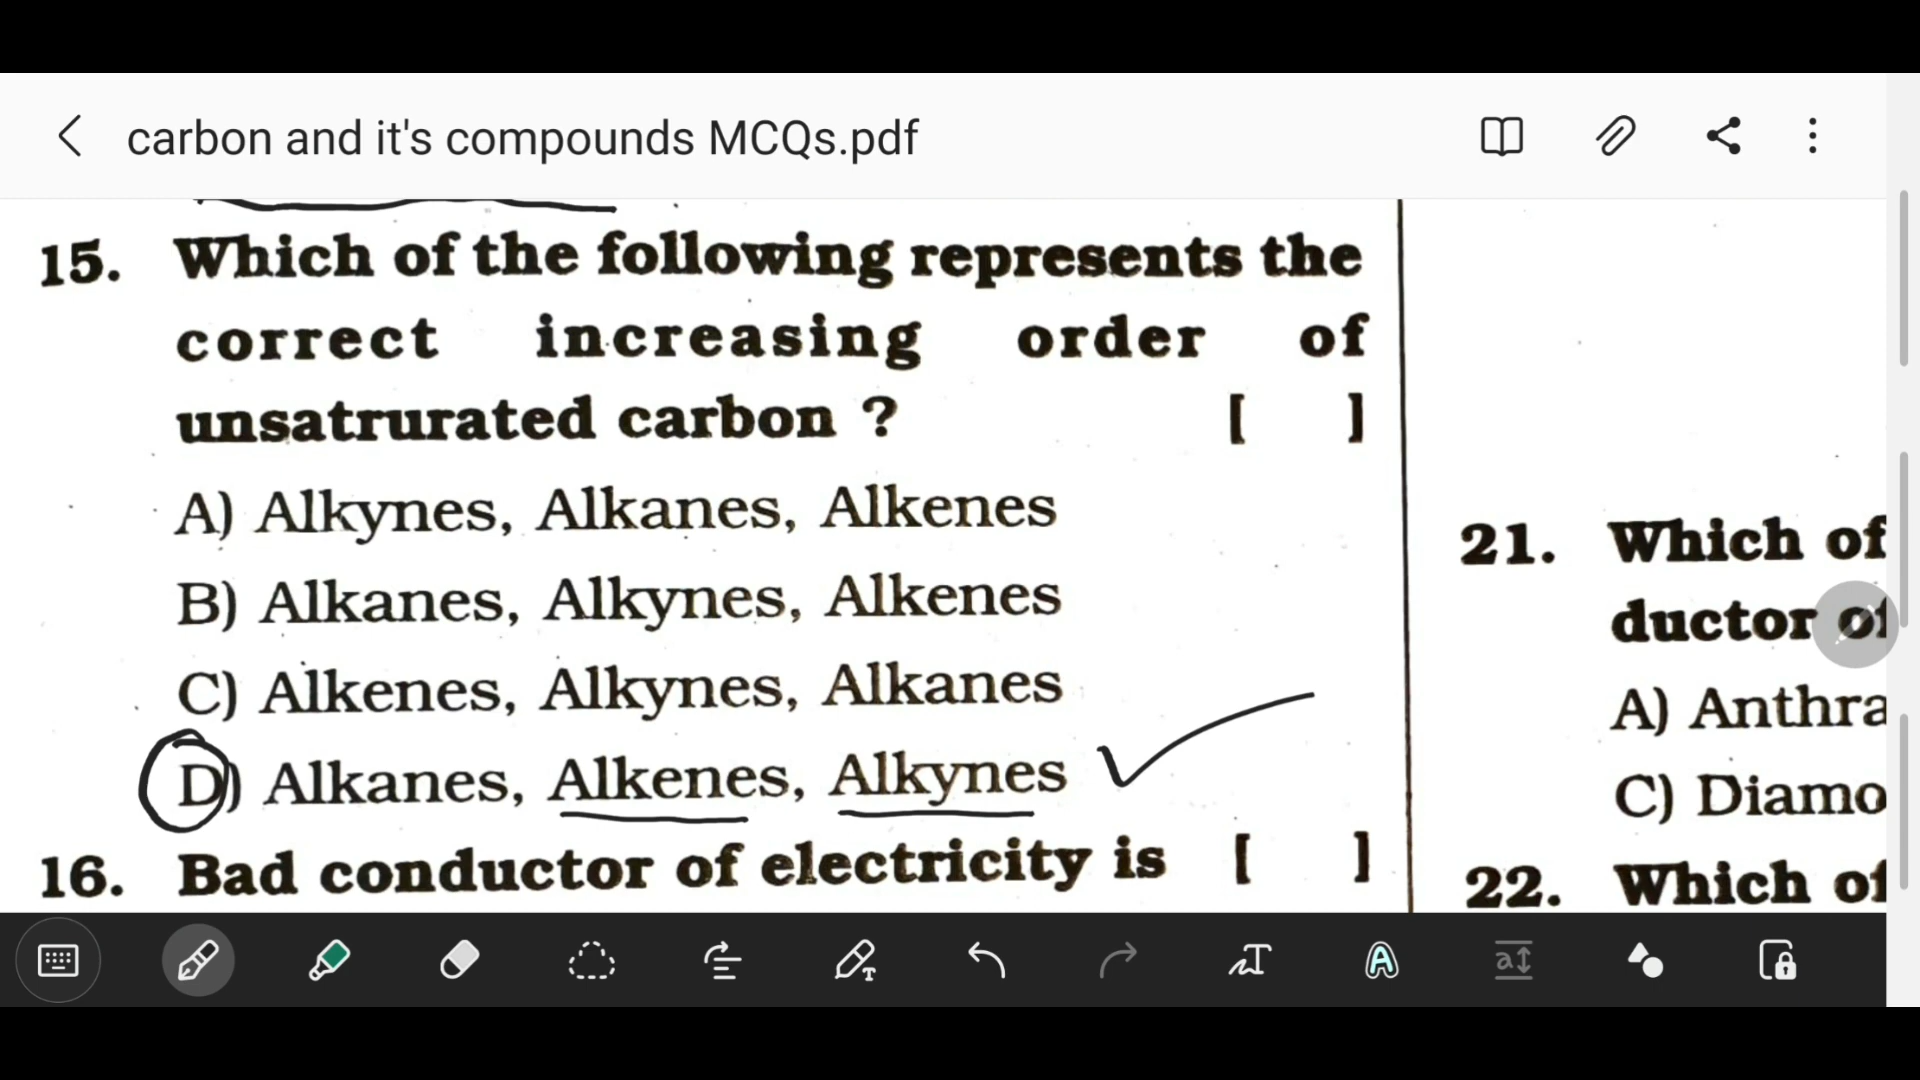 carbon and it's compounds MCQs.pdf
15. Which of the following represents the
correct increasing order of
unsatrurated carbon ? [ ]
A) Alkynes, Alkanes, Alkenes
B) Alkanes, Alkynes, Alkenes
C) Alkenes, Alkynes, Alkanes
D) Alkanes, Alkenes, Alkynes
16. Bad conductor of electricity is [ ]
21. Which of
ductor of
A) Anthra
C) Diamo
22. Which of